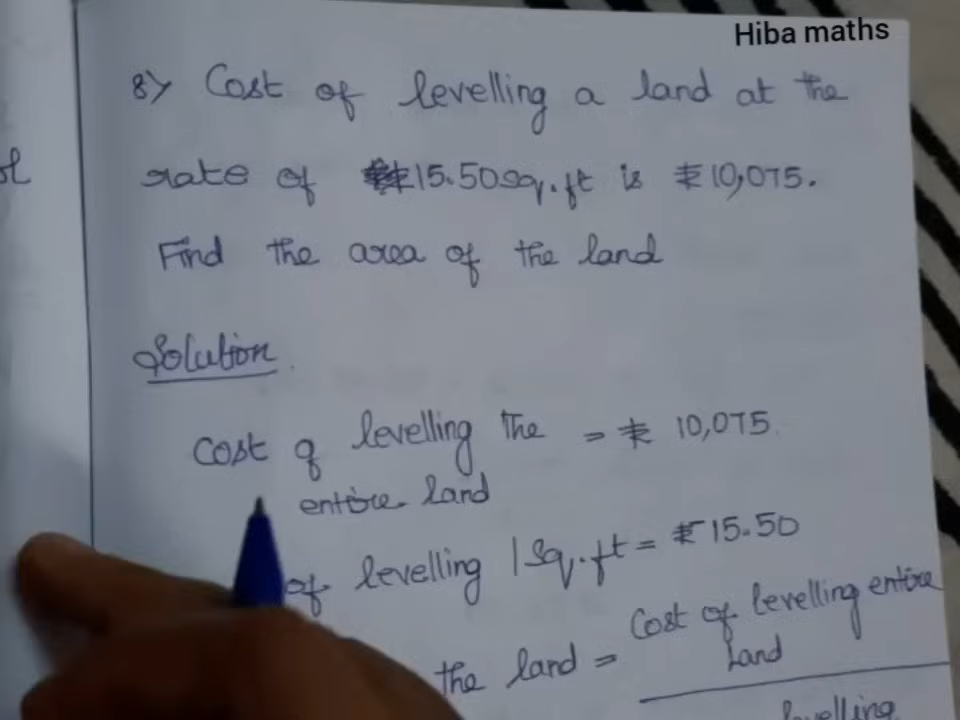 Hiba maths
8) Cost of levelling a land at the
rate of ₹15.50sq.ft is ₹10,075.
Find the area of the land
Solution
Cost of levelling the = ₹ 10,075
entire land
of levelling 1 Sq.ft = ₹15.50
the land = Cost of levelling entire
land
levelling